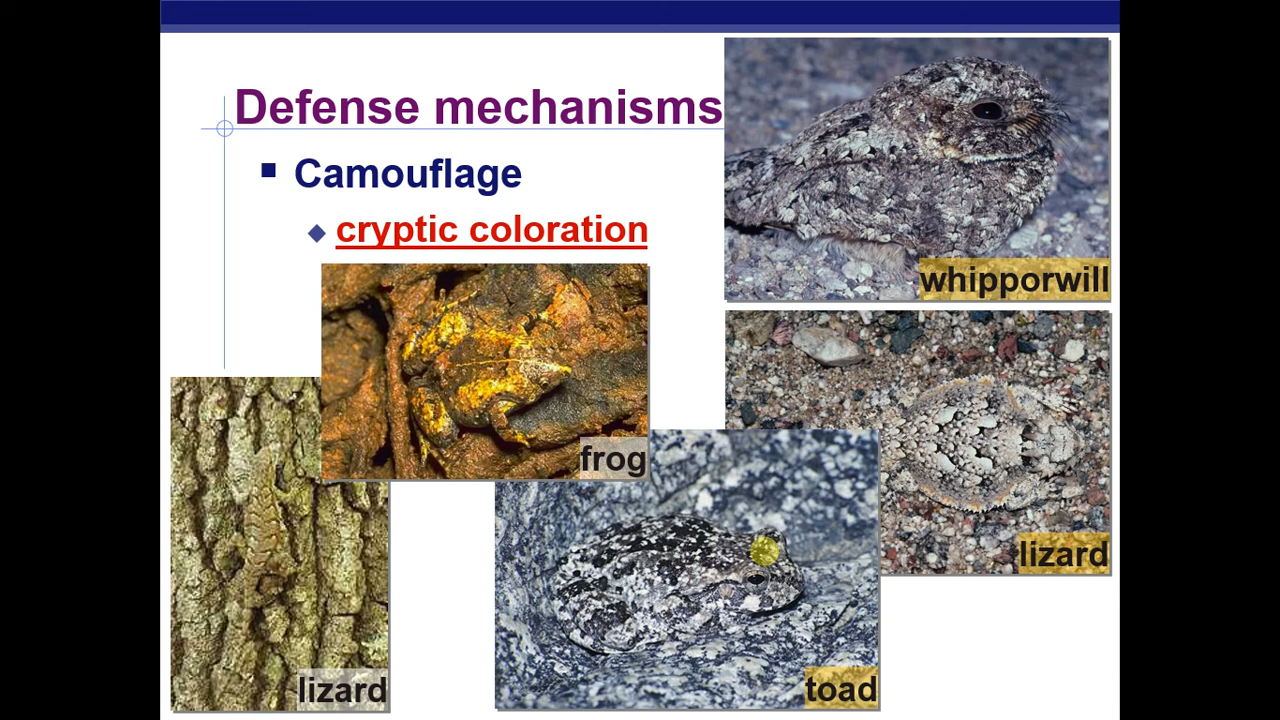 Defense mechanisms
Camouflage
cryptic coloration
whipporwill
frog
lizard
lizard
toad